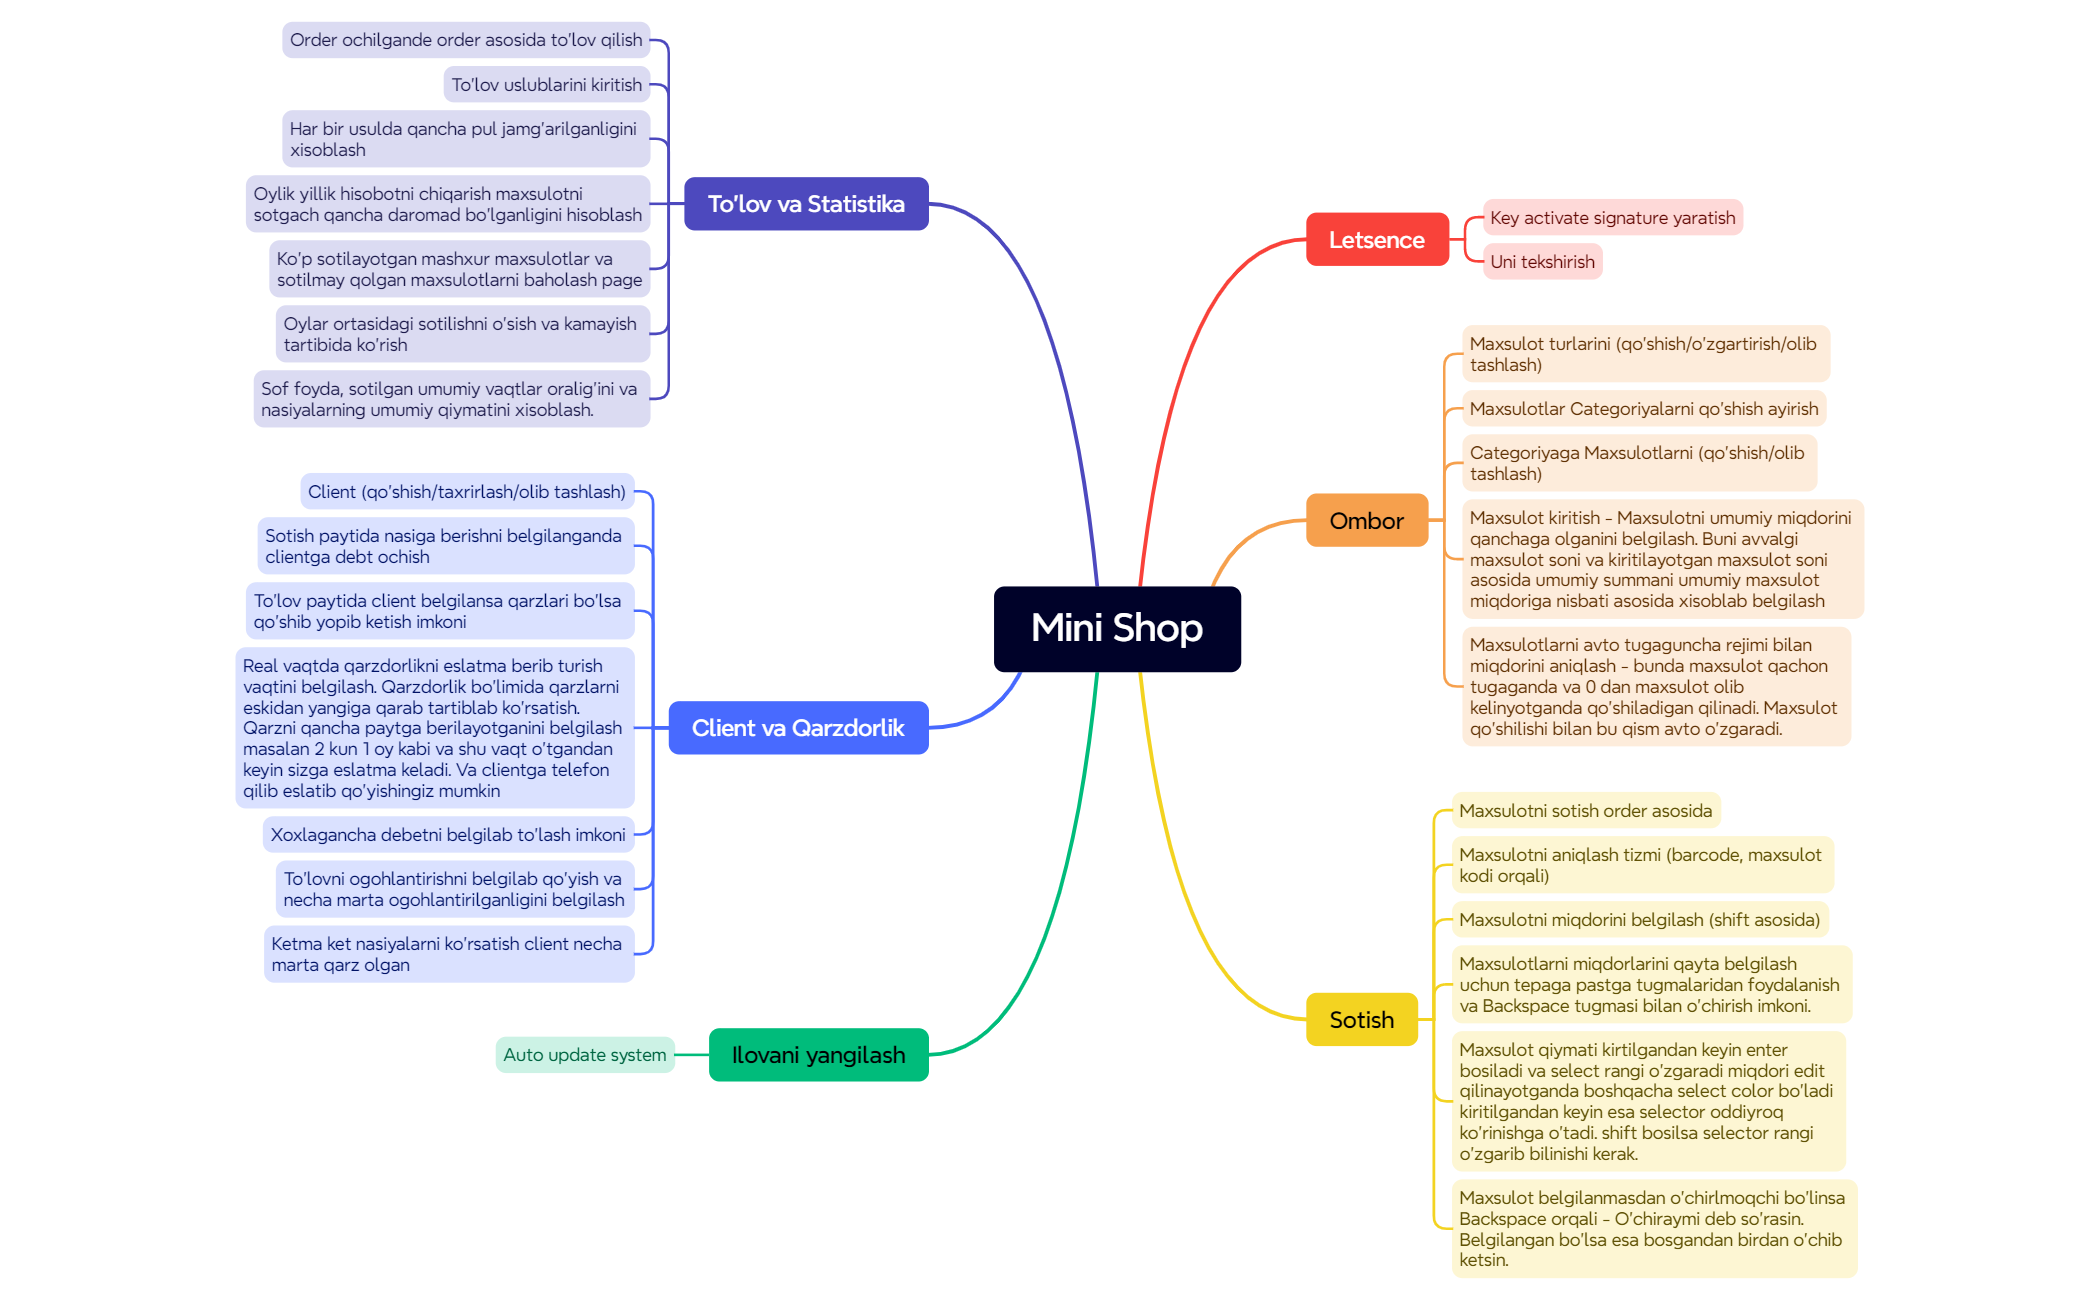 Mini Shop
To'lov va Statistika
Order ochilgande order asosida to'lov qilish
To'lov uslublarini kiritish
Har bir usulda qancha pul jamg'arilganligini
xisoblash
Oylik yillik hisobotni chiqarish maxsulotni
sotgach qancha daromad bo'lganligini hisoblash
Ko'p sotilayotgan mashxur maxsulotlar va
sotilmay qolgan maxsulotlarni baholash page
Oylar ortasidagi sotilishni o'sish va kamayish
tartibida ko'rish
Sof foyda, sotilgan umumiy vaqtlar oralig'ini va
nasiyalarning umumiy qiymatini xisoblash.
Client va Qarzdorlik
Client (qo'shish/taxrirlash/olib tashlash)
Sotish paytida nasiga berishni belgilanganda
clientga debt ochish
To'lov paytida client belgilansa qarzlari bo'lsa
qo'shib yopib ketish imkoni
Real vaqtda qarzdorlikni eslatma berib turish
vaqtini belgilash. Qarzdorlik bo'limida qarzlarni
eskidan yangiga qarab tartiblab ko'rsatish.
Qarzni qancha paytga berilayotganini belgilash
masalan 2 kun 1 oy kabi va shu vaqt o'tgandan
keyin sizga eslatma keladi. Va clientga telefon
qilib eslatib qo'yishingiz mumkin
Xoxlagancha debetni belgilab to'lash imkoni
To'lovni ogohlantirishni belgilab qo'yish va
necha marta ogohlantirilganligini belgilash
Ketma ket nasiyalarni ko'rsatish client necha
marta qarz olgan
Ilovani yangilash
Auto update system
Letsence
Key activate signature yaratish
Uni tekshirish
Ombor
Maxsulot turlarini (qo'shish/o'zgartirish/olib
tashlash)
Maxsulotlar Categoriyalarni qo'shish ayirish
Categoriyaga Maxsulotlarni (qo'shish/olib
tashlash)
Maxsulot kiritish - Maxsulotni umumiy miqdorini
qanchaga olganini belgilash. Buni avvalgi
maxsulot soni va kiritilayotgan maxsulot soni
asosida umumiy summani umumiy maxsulot
miqdoriga nisbati asosida xisoblab belgilash
Maxsulotlarni avto tugaguncha rejimi bilan
miqdorini aniqlash - bunda maxsulot qachon
tugaganda va 0 dan maxsulot olib
kelinyotganda qo'shiladigan qilinadi. Maxsulot
qo'shilishi bilan bu qism avto o'zgaradi.
Sotish
Maxsulotni sotish order asosida
Maxsulotni aniqlash tizmi (barcode, maxsulot
kodi orqali)
Maxsulotni miqdorini belgilash (shift asosida)
Maxsulotlarni miqdorlarini qayta belgilash
uchun tepaga pastga tugmalaridan foydalanish
va Backspace tugmasi bilan o'chirish imkoni.
Maxsulot qiymati kirtilgandan keyin enter
bosiladi va select rangi o'zgaradi miqdori edit
qilinayotganda boshqacha select color bo'ladi
kiritilgandan keyin esa selector oddiyroq
ko'rinishga o'tadi. shift bosilsa selector rangi
o'zgarib bilinishi kerak.
Maxsulot belgilanmasdan o'chirlmoqchi bo'linsa
Backspace orqali - O'chiraymi deb so'rasin.
Belgilangan bo'lsa esa bosgandan birdan o'chib
ketsin.